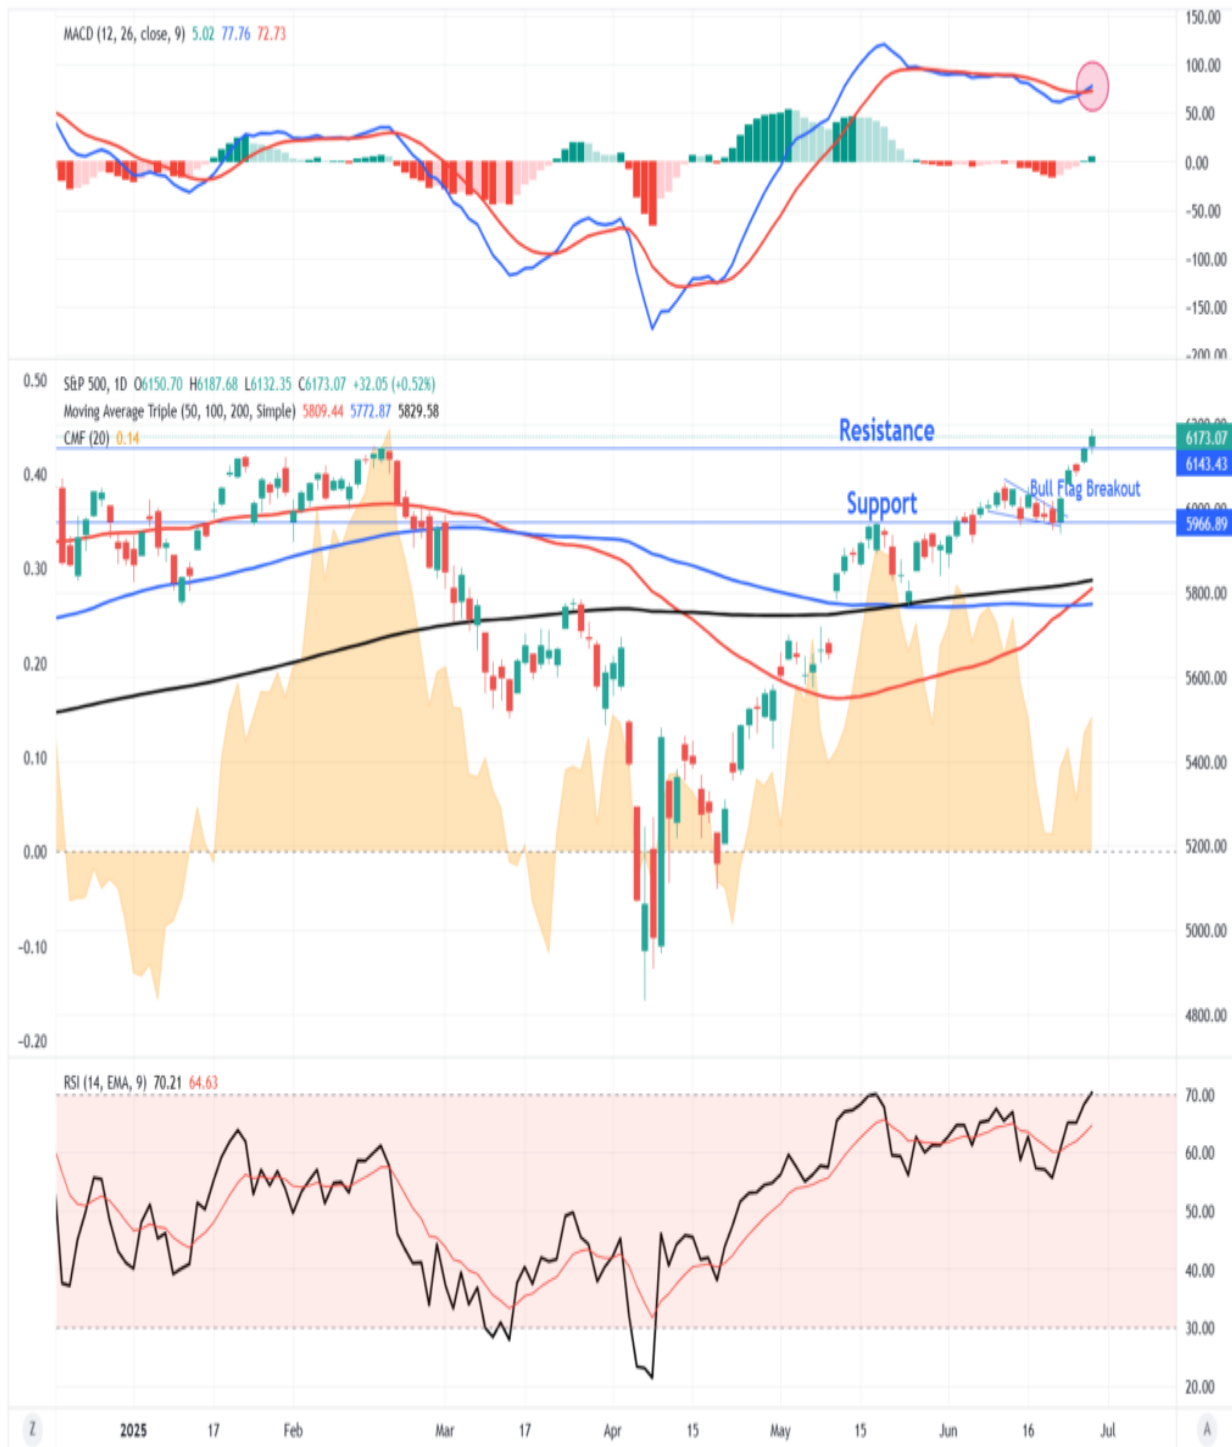 MACD (12, 26, close, 9) 5.02 77.76 72.73
150.00
100.00
50.00
0.00
-50.00
-100.00
-150.00
-200.00
S&P 500, 1D O6150.70 H6187.68 L6132.35 C6173.07 +32.05 (+0.52%)
Moving Average Triple (50, 100, 200, Simple) 5809.44 5772.87 5829.58
CMF (20) 0.14
0.50
0.40
0.30
0.20
0.10
0.00
-0.10
-0.20
Resistance
Support
Bull Flag Breakout
6173.07
6143.43
6000.00
5966.89
5800.00
5600.00
5400.00
5200.00
5000.00
4800.00
RSI (14, EMA, 9) 70.21 64.63
70.00
60.00
50.00
40.00
30.00
20.00
Z
2025
17
Feb
Mar
17
Apr
15
May
15
Jun
16
Jul
A